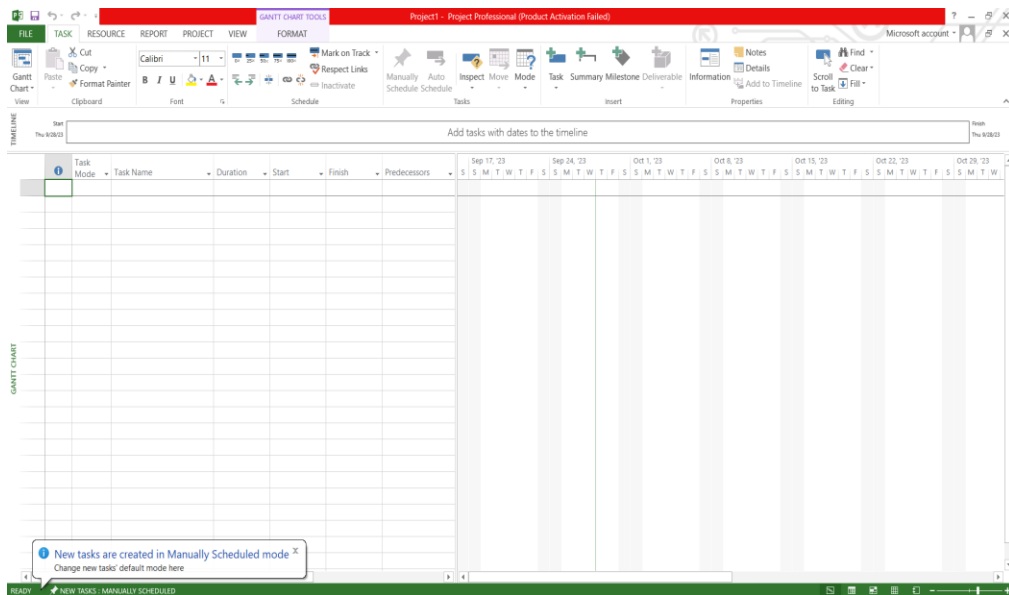 GANTT CHART TOOLS
Project1 - Project Professional (Product Activation Failed)
FILE TASK RESOURCE REPORT PROJECT VIEW FORMAT
Microsoft account
Gantt Chart
View
Paste
Cut
Copy
Format Painter
Clipboard
Calibri 11
B I U A
Font
0% 25% 50% 75% 100%
Mark on Track
Respect Links
Inactivate
Schedule
Manually Schedule
Auto Schedule
Inspect Move Mode
Tasks
Task Summary Milestone Deliverable
Insert
Information
Notes
Details
Add to Timeline
Properties
Scroll to Task
Find
Clear
Fill
Editing
TIMELINE
Start
Thu 9/28/23
Add tasks with dates to the timeline
Finish
Thu 9/28/23
Task Mode Task Name Duration Start Finish Predecessors
Sep 17, '23 Sep 24, '23 Oct 1, '23 Oct 8, '23 Oct 15, '23 Oct 22, '23 Oct 29, '23
S S M T W T F S S M T W T F S S M T W T F S S M T W T F S S M T W T F S S M T W T F S S M T W
GANTT CHART
New tasks are created in Manually Scheduled mode X
Change new tasks' default mode here
READY NEW TASKS : MANUALLY SCHEDULED